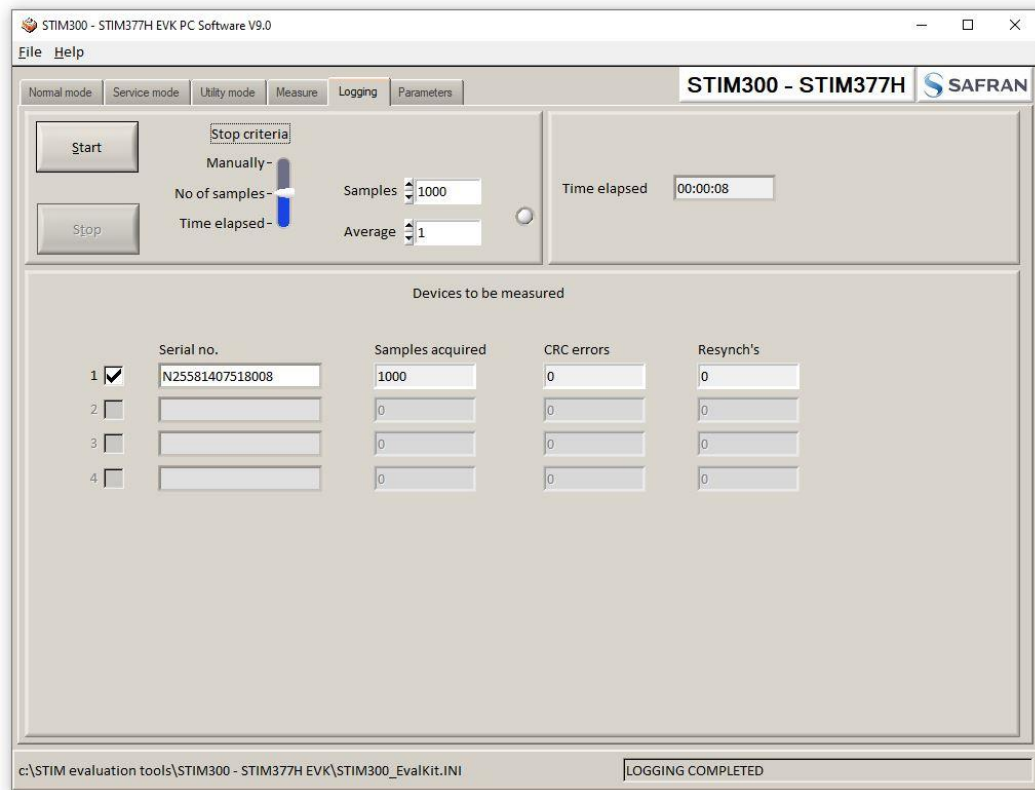 STIM300 - STIM377H EVK PC Software V9.0
File Help
Normal mode Service mode Utility mode Measure Logging Parameters
STIM300 - STIM377H SAFRAN
Start
Stop
Stop criteria
Manually
No of samples
Time elapsed
Samples 1000
Average 1
Time elapsed 00:00:08
Devices to be measured
Serial no. Samples acquired CRC errors Resynch's
1 N25581407518008 1000 0 0
2 0 0 0
3 0 0 0
4 0 0 0
c:\STIM evaluation tools\STIM300 - STIM377H EVK\STIM300_EvalKit.INI LOGGING COMPLETED